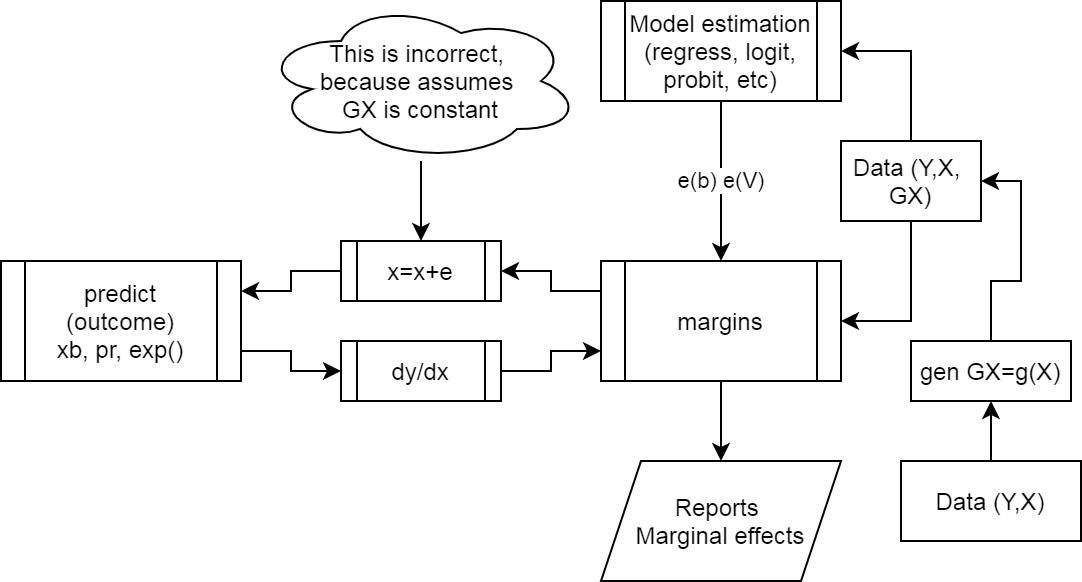 This is incorrect,
because assumes
GX is constant
Model estimation
(regress, logit,
probit, etc)
Data (Y,X,
GX)
e(b) e(V)
x=x+e
predict
(outcome)
xb, pr, exp()
margins
dy/dx
gen GX=g(X)
Reports
Marginal effects
Data (Y,X)